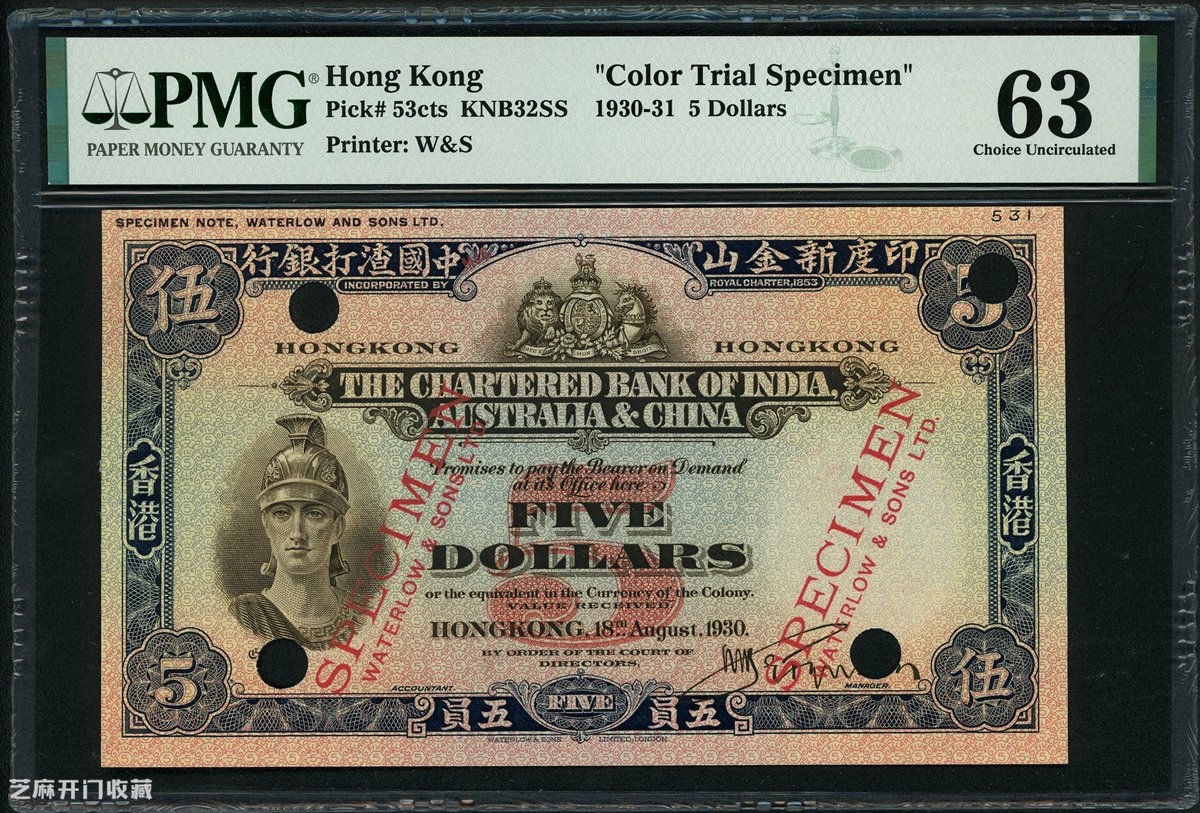 PMG®
PAPER MONEY GUARANTY
Hong Kong "Color Trial Specimen"
Pick# 53cts KNB32SS 1930-31 5 Dollars
Printer: W&S
63
Choice Uncirculated
SPECIMEN NOTE, WATERLOW AND SONS LTD.
531
伍
行銀打渣國中
山金新度印
5
INCORPORATED BY
ROYAL CHARTER, 1853
HONGKONG
HONGKONG
THE CHARTERED BANK OF INDIA,
AUSTRALIA & CHINA
Promises to pay the Bearer on Demand
at its Office here
5
FIVE
DOLLARS
or the equivalent in the Currency of the Colony.
VALUE RECEIVED.
HONGKONG, 18TH August, 1930.
BY ORDER OF THE COURT OF
DIRECTORS,
香港
香港
SPECIMEN
WATERLOW & SONS LTD.
SPECIMEN
WATERLOW & SONS LTD.
ACCOUNTANT.
MANAGER.
5
員五
FIVE
員五
伍
WATERLOW & SONS LIMITED, LONDON.
芝麻开门收藏